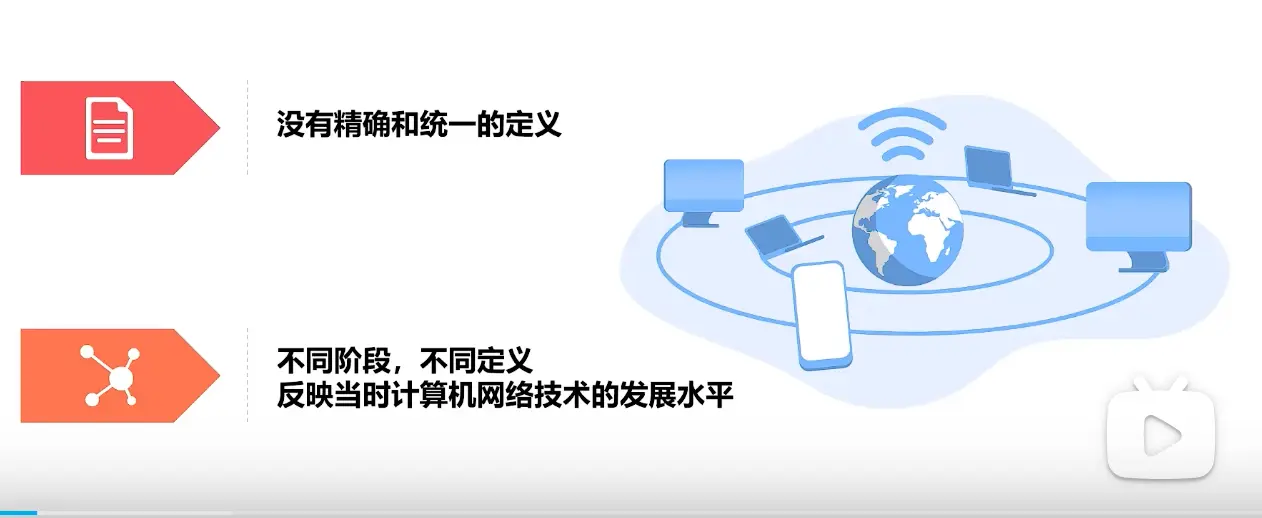 没有精确和统一的定义
不同阶段，不同定义
反映当时计算机网络技术的发展水平